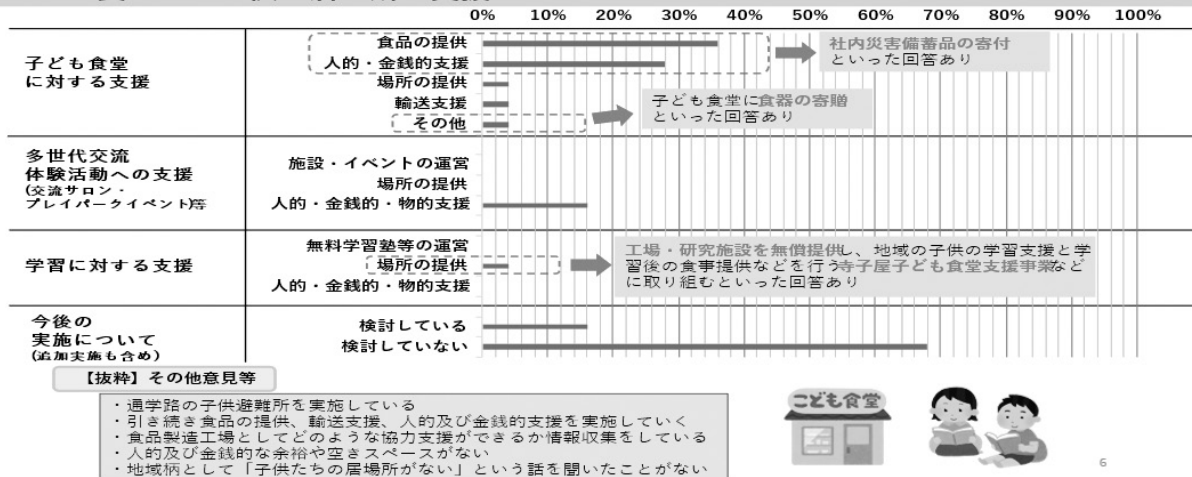 0% 10% 20% 30% 40% 50% 60% 70% 80% 90% 100%
子ども食堂
に対する支援
食品の提供
人的・金銭的支援
場所の提供
輸送支援
その他
社内災害備蓄品の寄付
といった回答あり
子ども食堂に食器の寄贈
といった回答あり
多世代交流
体験活動への支援
(交流サロン・
プレイパークイベント)等
施設・イベントの運営
場所の提供
人的・金銭的・物的支援
学習に対する支援
無料学習塾等の運営
場所の提供
人的・金銭的・物的支援
工場・研究施設を無償提供し、地域の子供の学習支援と学
習後の食事提供などを行う寺子屋子ども食堂支援事業など
に取り組むといった回答あり
今後の
実施について
(追加実施も含め)
検討している
検討していない
【抜粋】その他意見等
・通学路の子供避難所を実施している
・引き続き食品の提供、輸送支援、人的及び金銭的支援を実施していく
・食品製造工場としてどのような協力支援ができるか情報収集をしている
・人的及び金銭的な余裕や空きスペースがない
・地域柄として「子供たちの居場所がない」という話を聞いたことがない
こども食堂
6